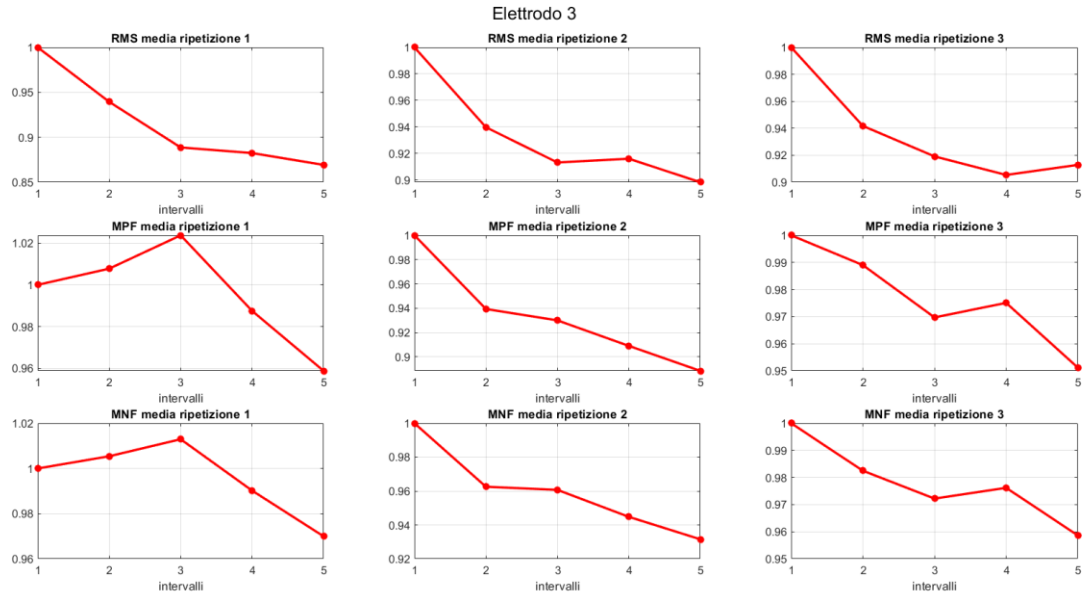 Elettrodo 3
RMS media ripetizione 1
1
0.95
0.9
0.85
1 2 3 4 5
intervalli
RMS media ripetizione 2
1
0.98
0.96
0.94
0.92
0.9
1 2 3 4 5
intervalli
RMS media ripetizione 3
1
0.98
0.96
0.94
0.92
0.9
1 2 3 4 5
intervalli
MPF media ripetizione 1
1.02
1
0.98
0.96
1 2 3 4 5
intervalli
MPF media ripetizione 2
1
0.98
0.96
0.94
0.92
0.9
1 2 3 4 5
intervalli
MPF media ripetizione 3
1
0.99
0.98
0.97
0.96
0.95
1 2 3 4 5
intervalli
MNF media ripetizione 1
1.02
1
0.98
0.96
1 2 3 4 5
intervalli
MNF media ripetizione 2
1
0.98
0.96
0.94
0.92
1 2 3 4 5
intervalli
MNF media ripetizione 3
1
0.99
0.98
0.97
0.96
0.95
1 2 3 4 5
intervalli